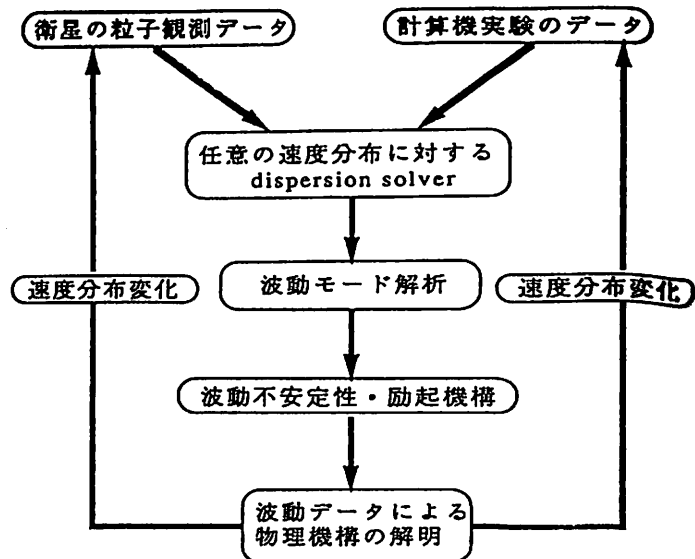 衛星の粒子観測データ
計算機実験のデータ
任意の速度分布に対する
dispersion solver
速度分布変化
波動モード解析
速度分布変化
波動不安定性・励起機構
波動データによる
物理機構の解明